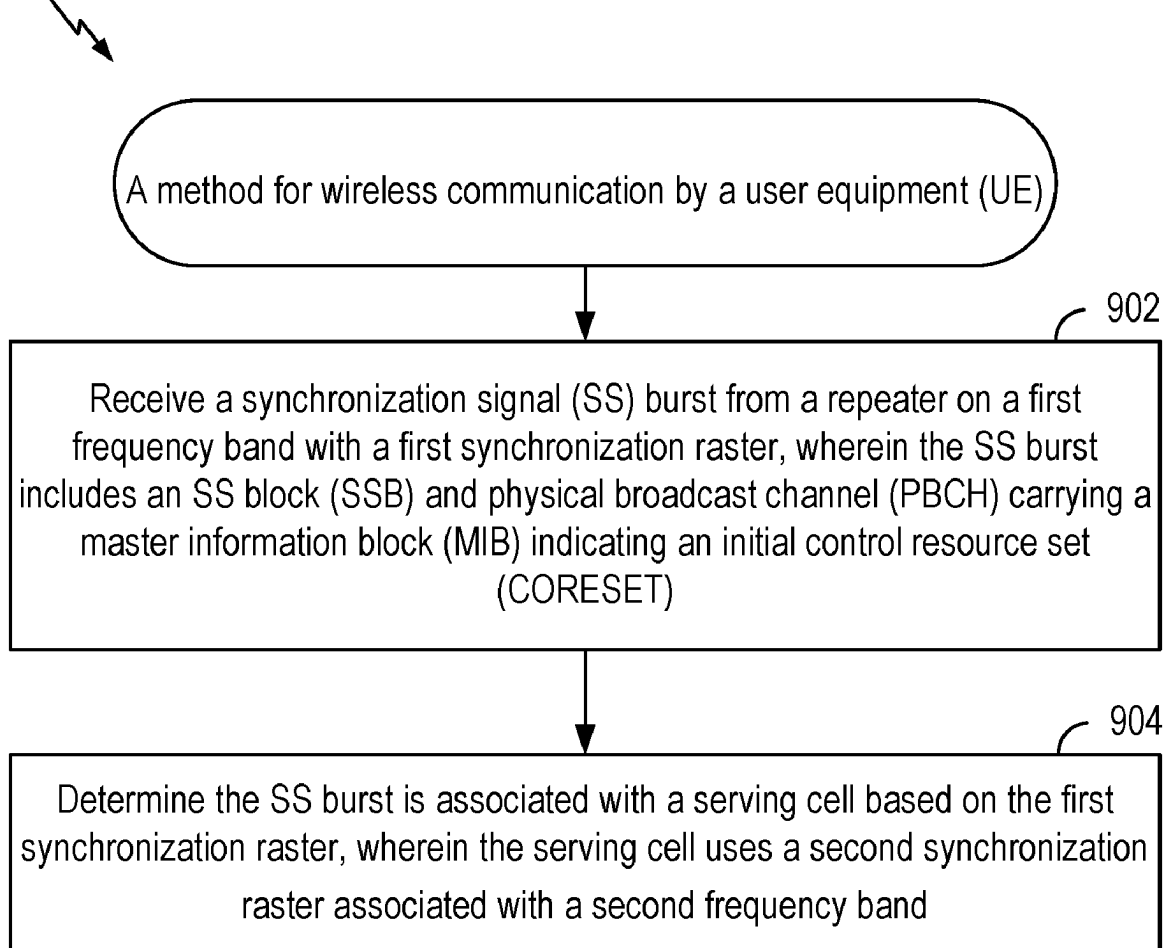 A method for wireless communication by a user equipment (UE)
902
Receive a synchronization signal (SS) burst from a repeater on a first
frequency band with a first synchronization raster, wherein the SS burst
includes an SS block (SSB) and physical broadcast channel (PBCH) carrying a
master information block (MIB) indicating an initial control resource set
(CORESET)
904
Determine the SS burst is associated with a serving cell based on the first
synchronization raster, wherein the serving cell uses a second synchronization
raster associated with a second frequency band